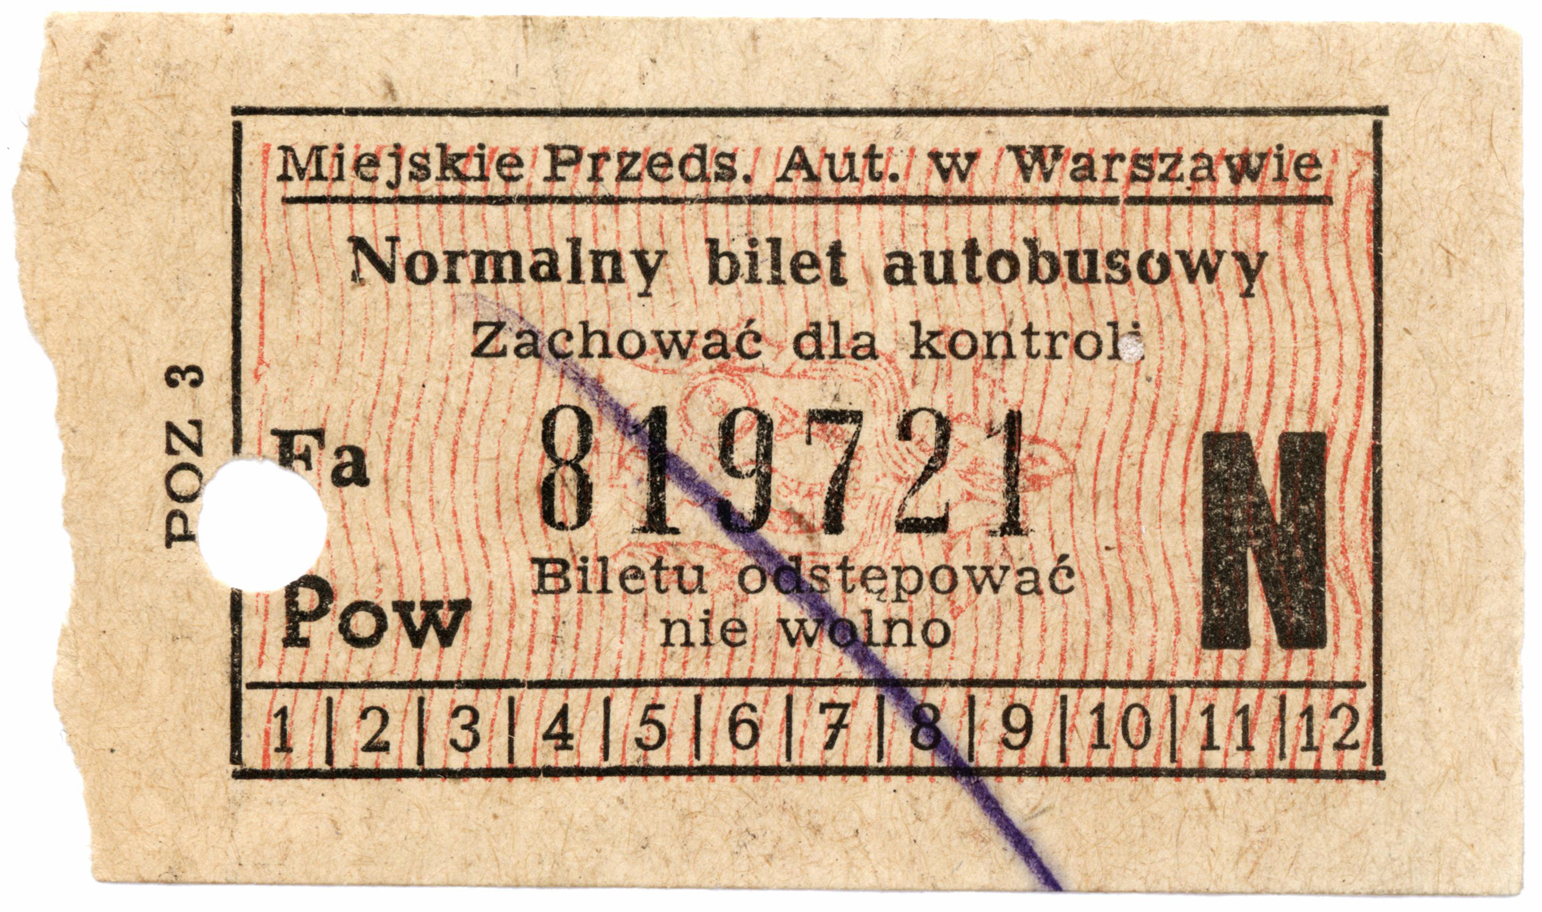 Miejskie Przeds. Aut. w Warszawie
Normalny bilet autobusowy
Zachować dla kontroli
POZ 3
Fa
819721
N
Biletu odstępować
nie wolno
Pow
1|2|3|4|5|6|7|8|9|10|11|12